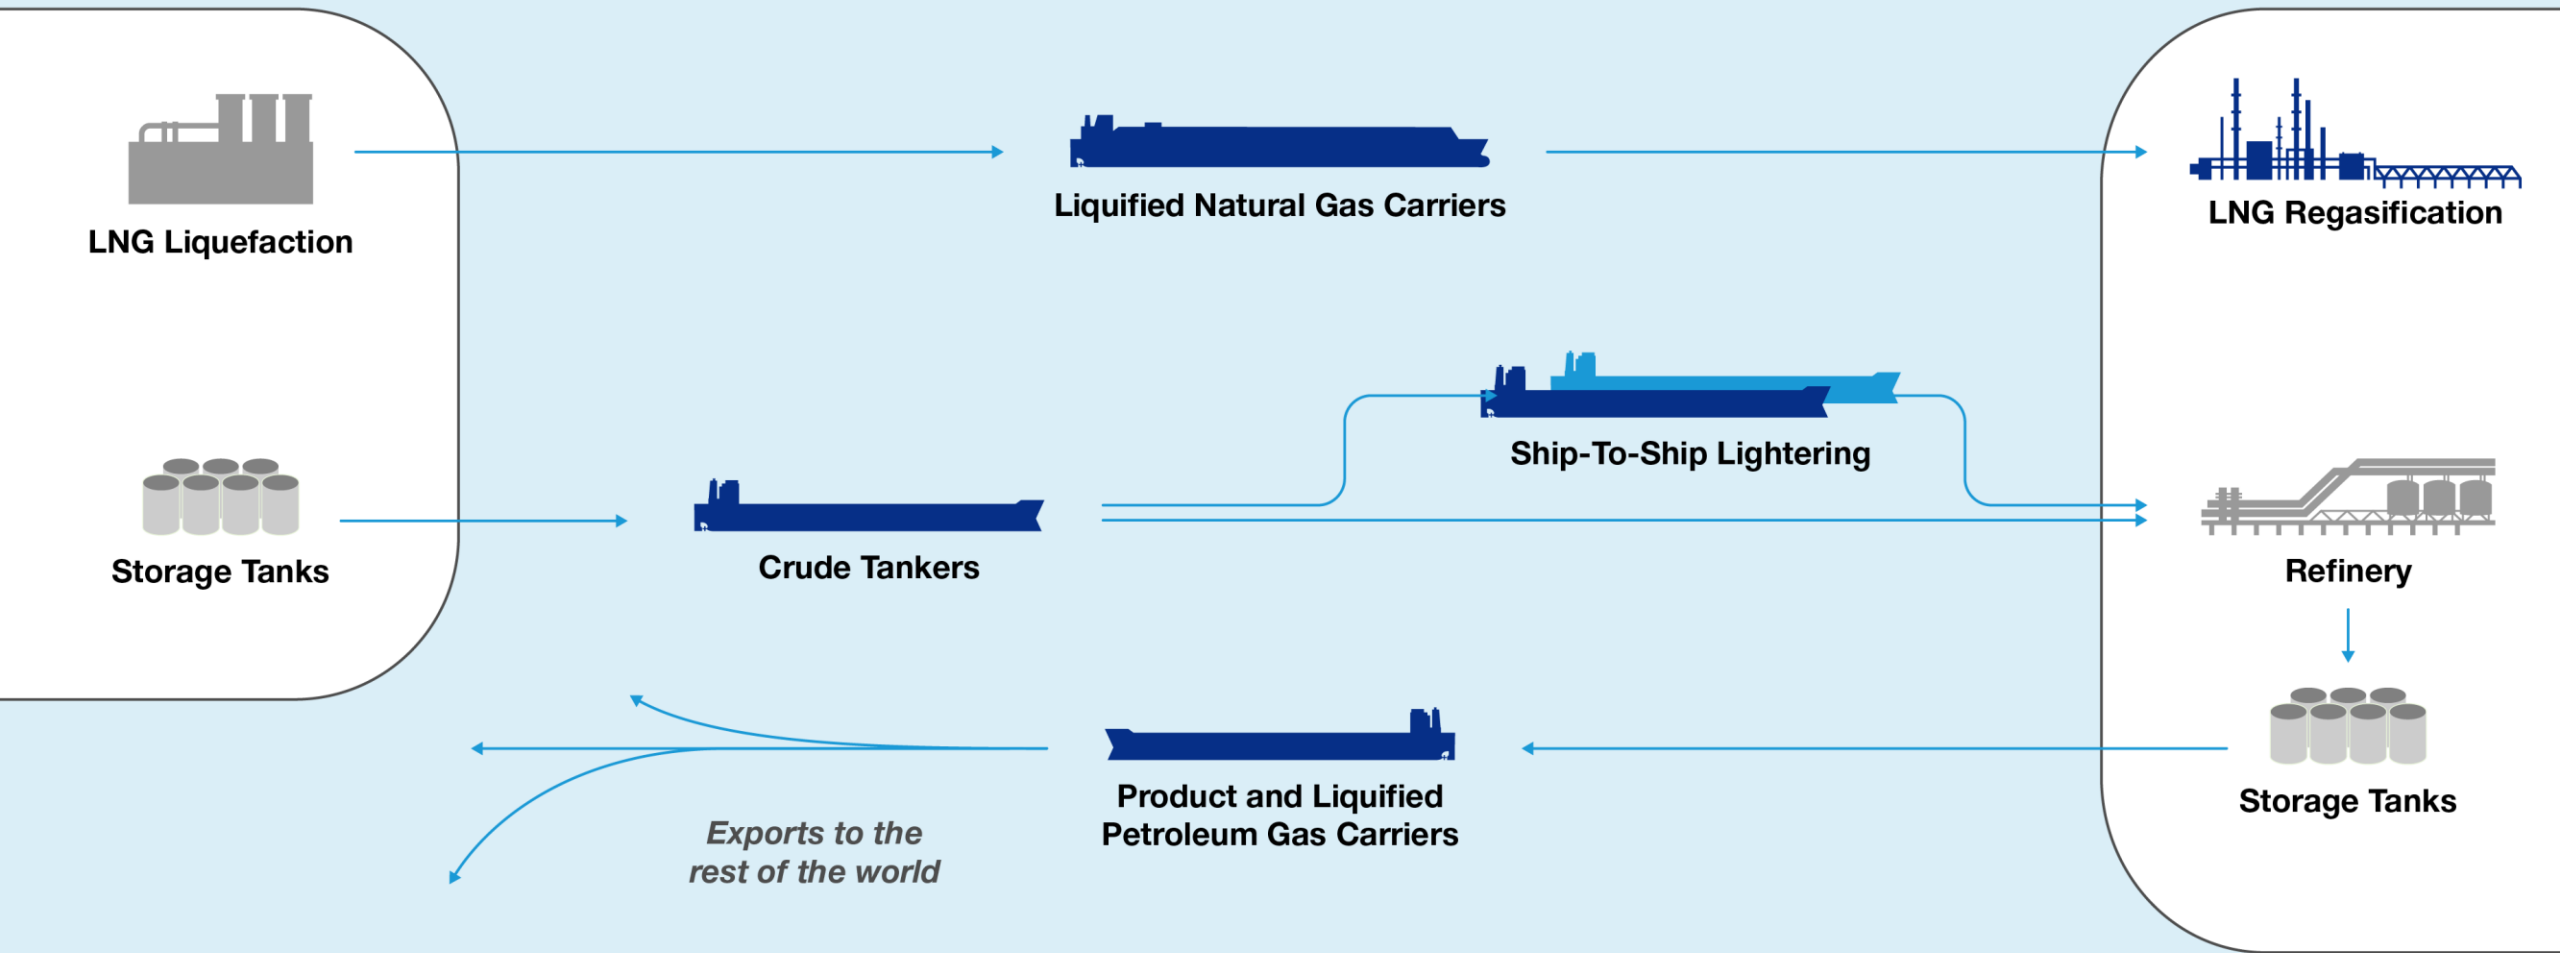 LNG Liquefaction
Liquified Natural Gas Carriers
LNG Regasification
Ship-To-Ship Lightering
Storage Tanks
Crude Tankers
Refinery
Exports to the
rest of the world
Product and Liquified
Petroleum Gas Carriers
Storage Tanks